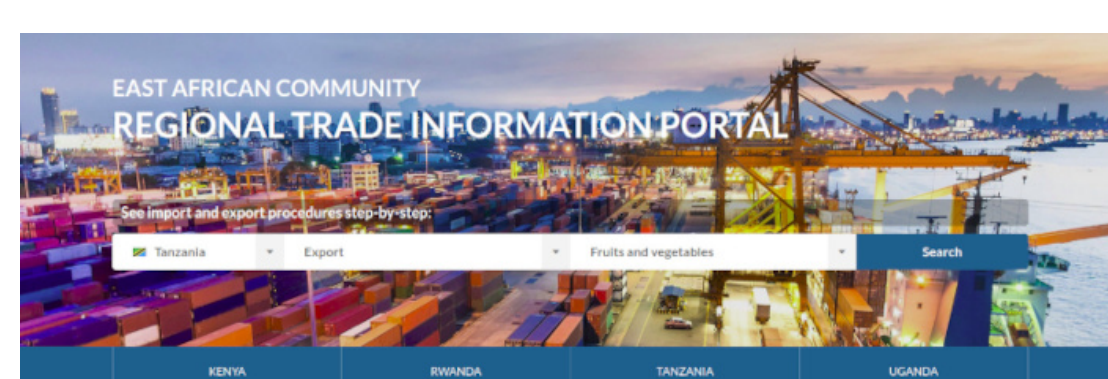 EAST AFRICAN COMMUNITY
REGIONAL TRADE INFORMATION PORTAL
See import and export procedures step-by-step:
Tanzania Export Fruits and vegetables Search
KENYA RWANDA TANZANIA UGANDA